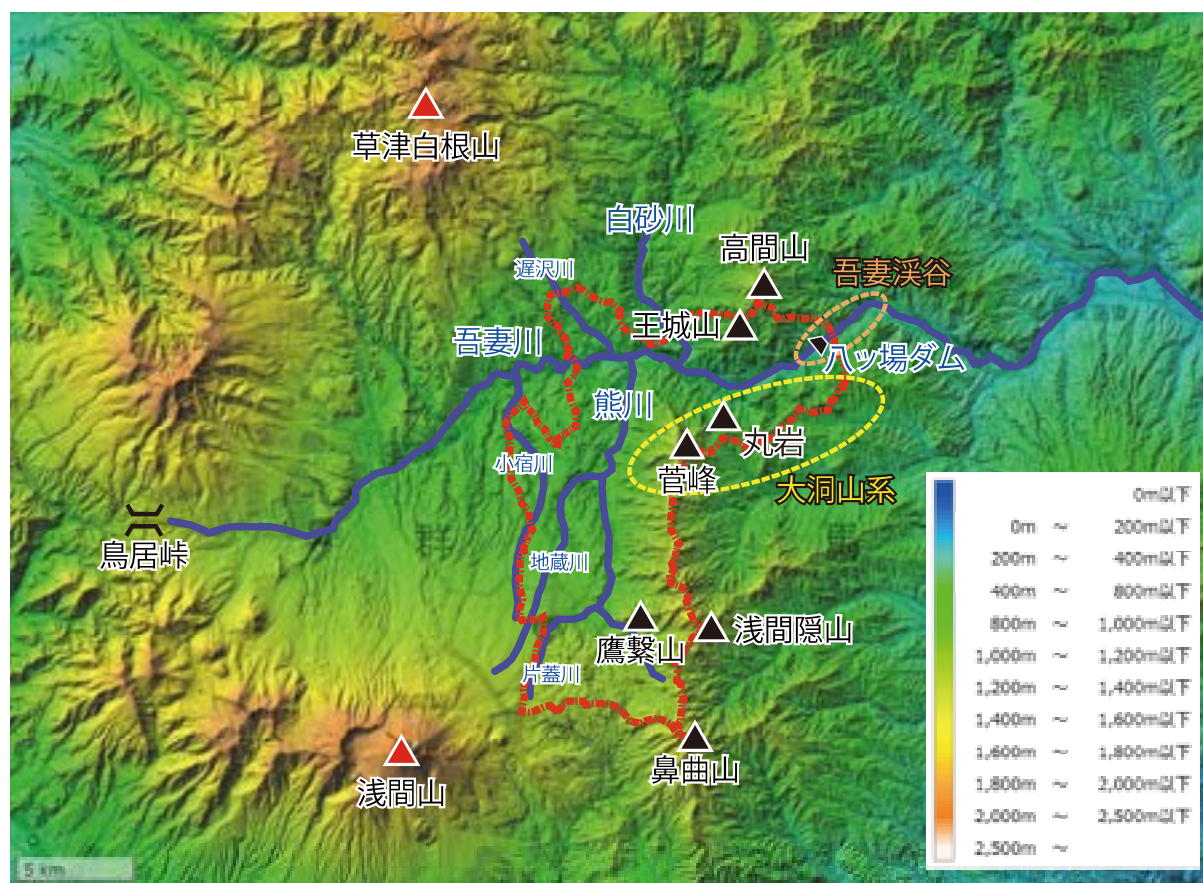 草津白根山
白砂川
高間山
遅沢川
吾妻渓谷
王城山
吾妻川
八ッ場ダム
熊川
丸岩
小宿川
菅峰
大洞山系
鳥居峠
地蔵川
浅間隠山
鷹繋山
片蓋川
鼻曲山
浅間山
0m以下
0m ～ 200m以下
200m ～ 400m以下
400m ～ 800m以下
800m ～ 1,000m以下
1,000m ～ 1,200m以下
1,200m ～ 1,400m以下
1,400m ～ 1,600m以下
1,600m ～ 1,800m以下
1,800m ～ 2,000m以下
2,000m ～ 2,500m以下
2,500m ～
5 km